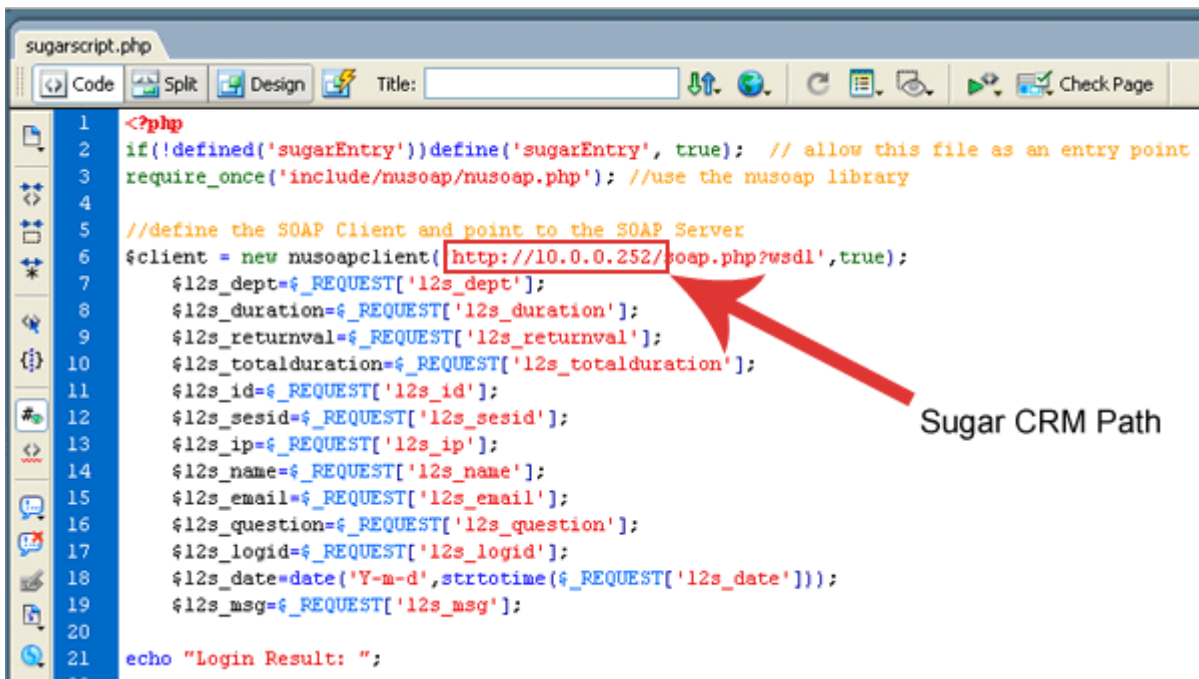 sugarscript.php
Code Split Design Title: Check Page
1 <?php
2 if(!defined('sugarEntry'))define('sugarEntry', true); // allow this file as an entry point
3 require_once('include/nusoap/nusoap.php'); //use the nusoap library
4
5 //define the SOAP Client and point to the SOAP Server
6 $client = new nusoapclient('http://10.0.0.252/soap.php?wsdl',true);
7 $l2s_dept=$_REQUEST['l2s_dept'];
8 $l2s_duration=$_REQUEST['l2s_duration'];
9 $l2s_returnval=$_REQUEST['l2s_returnval'];
10 $l2s_totalduration=$_REQUEST['l2s_totalduration'];
11 $l2s_id=$_REQUEST['l2s_id'];
12 $l2s_sesid=$_REQUEST['l2s_sesid'];
13 $l2s_ip=$_REQUEST['l2s_ip'];
14 $l2s_name=$_REQUEST['l2s_name'];
15 $l2s_email=$_REQUEST['l2s_email'];
16 $l2s_question=$_REQUEST['l2s_question'];
17 $l2s_logid=$_REQUEST['l2s_logid'];
18 $l2s_date=date('Y-m-d',strtotime($_REQUEST['l2s_date']));
19 $l2s_msg=$_REQUEST['l2s_msg'];
20
21 echo "Login Result: ";
Sugar CRM Path